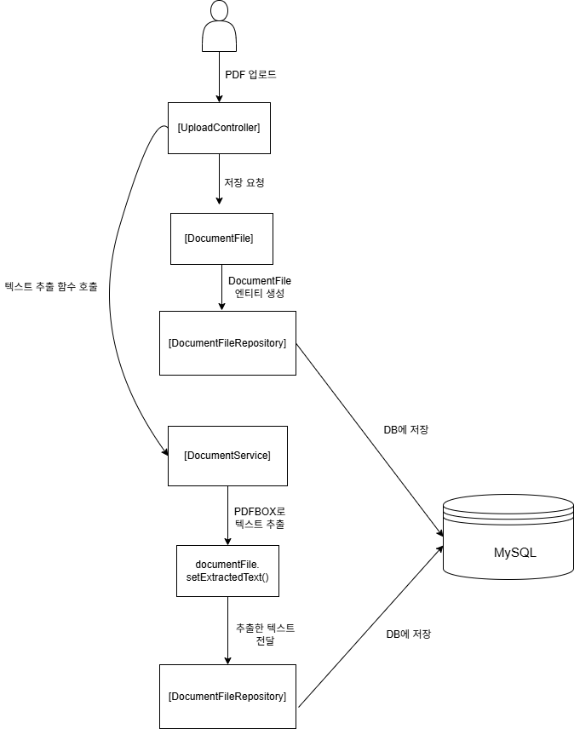 PDF 업로드
[UploadController]
저장 요청
[DocumentFile]
텍스트 추출 함수 호출
DocumentFile
엔티티 생성
[DocumentFileRepository]
DB에 저장
[DocumentService]
PDFBOX로
텍스트 추출
MySQL
documentFile.
setExtractedText()
추출한 텍스트
전달
DB에 저장
[DocumentFileRepository]